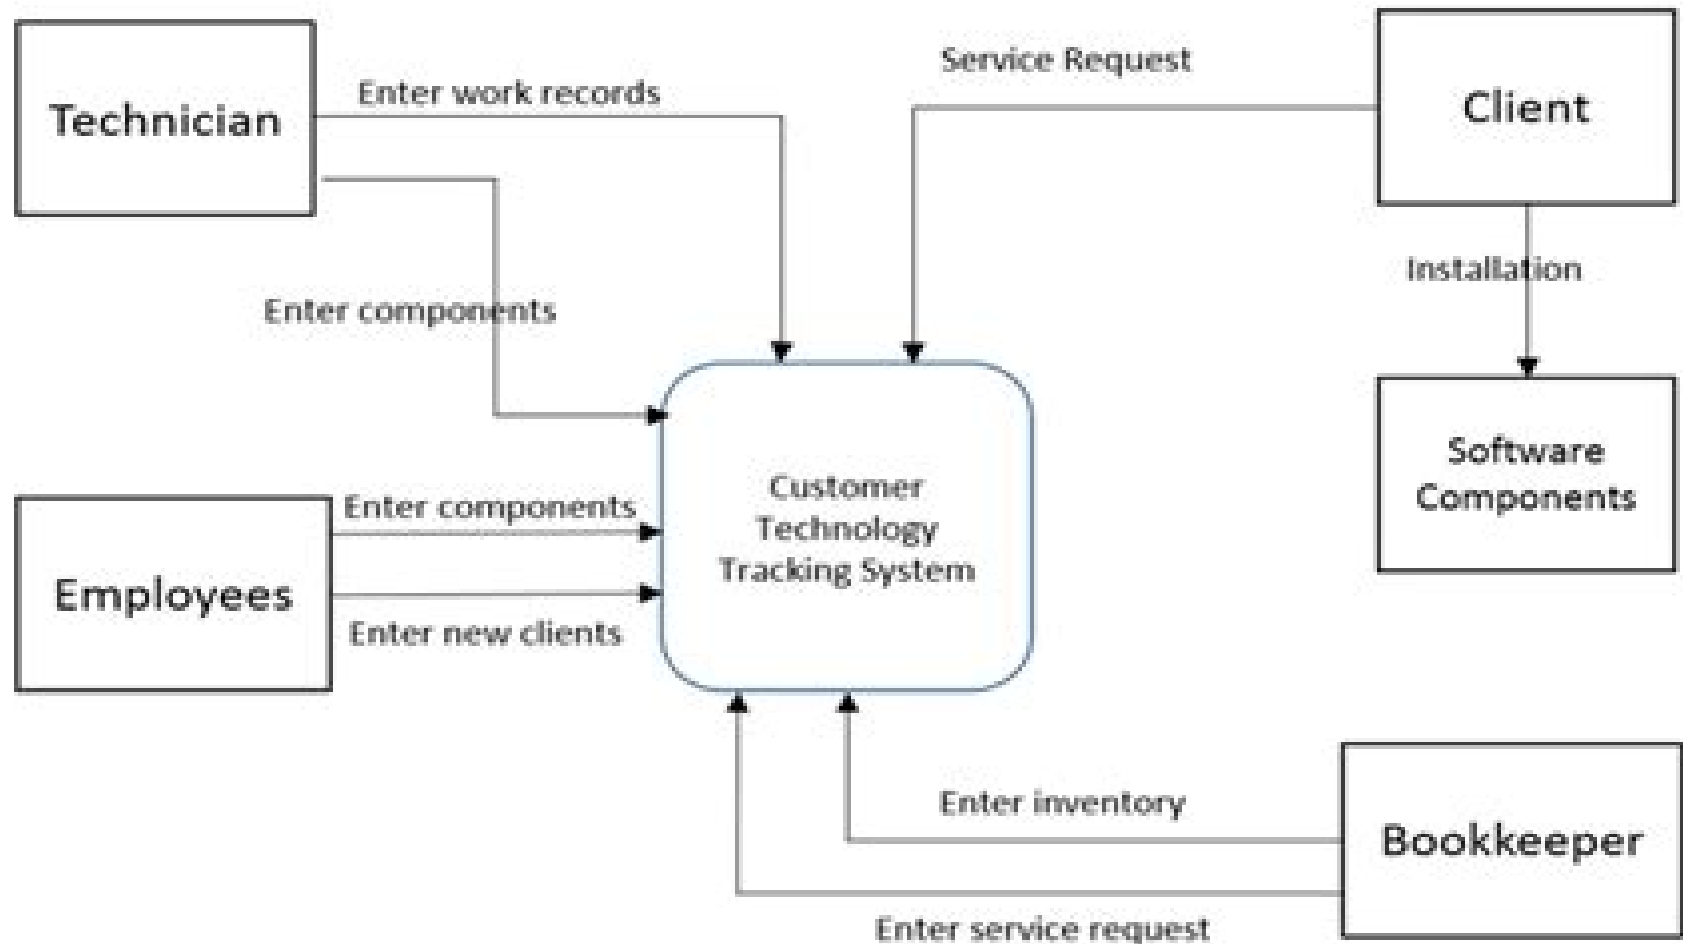 Technician
Enter work records
Service Request
Client
Installation
Enter components
Software
Components
Customer
Technology
Tracking System
Enter components
Employees
Enter new clients
Enter inventory
Bookkeeper
Enter service request